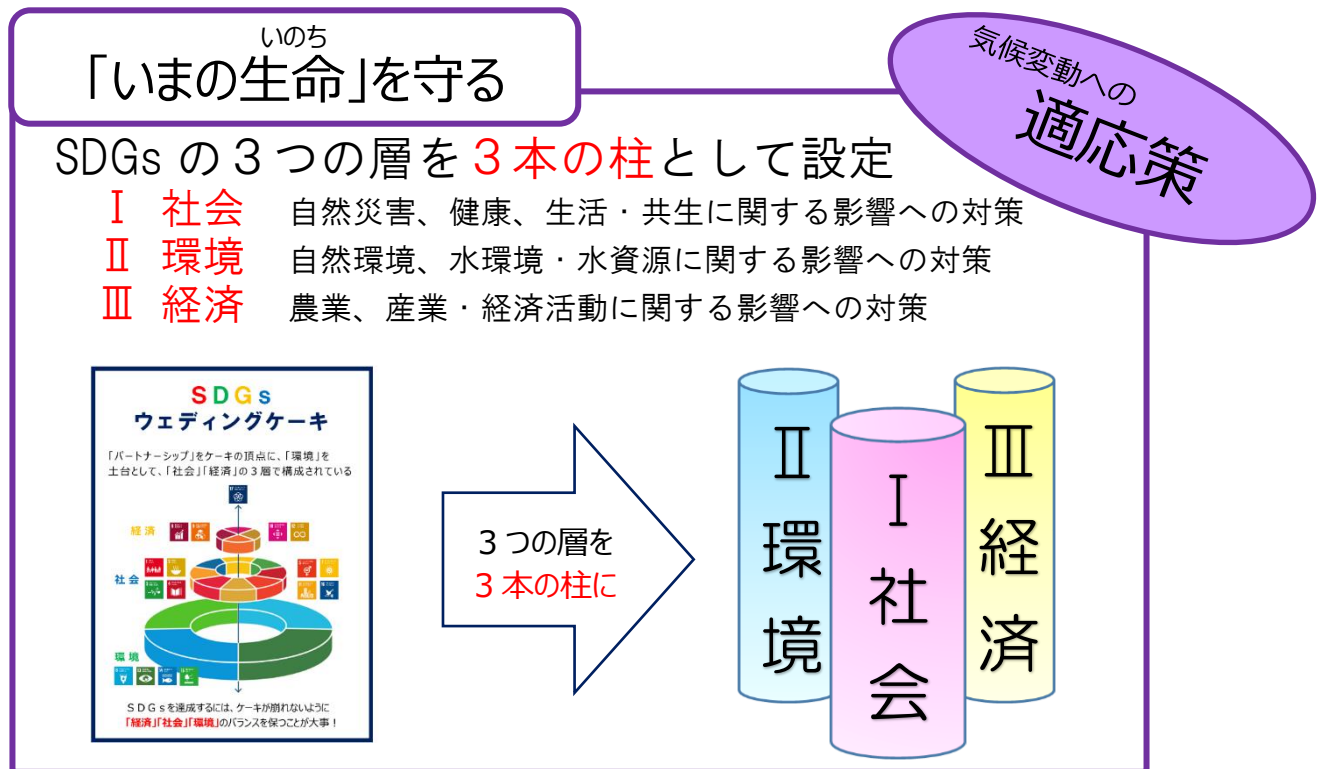 いのち
「いまの生命」を守る
気候変動への
適応策
SDGs の３つの層を３本の柱として設定
Ⅰ 社会 自然災害、健康、生活・共生に関する影響への対策
Ⅱ 環境 自然環境、水環境・水資源に関する影響への対策
Ⅲ 経済 農業、産業・経済活動に関する影響への対策
SDGs
ウェディングケーキ
「パートナーシップ」をケーキの頂点に、「環境」を
土台として、「社会」「経済」の３層で構成されている
経済
社会
環境
ＳＤＧｓを達成するには、ケーキが崩れないように
「経済」「社会」「環境」のバランスを保つことが大事！
３つの層を
３本の柱に
Ⅱ環境
Ⅰ社会
Ⅲ経済